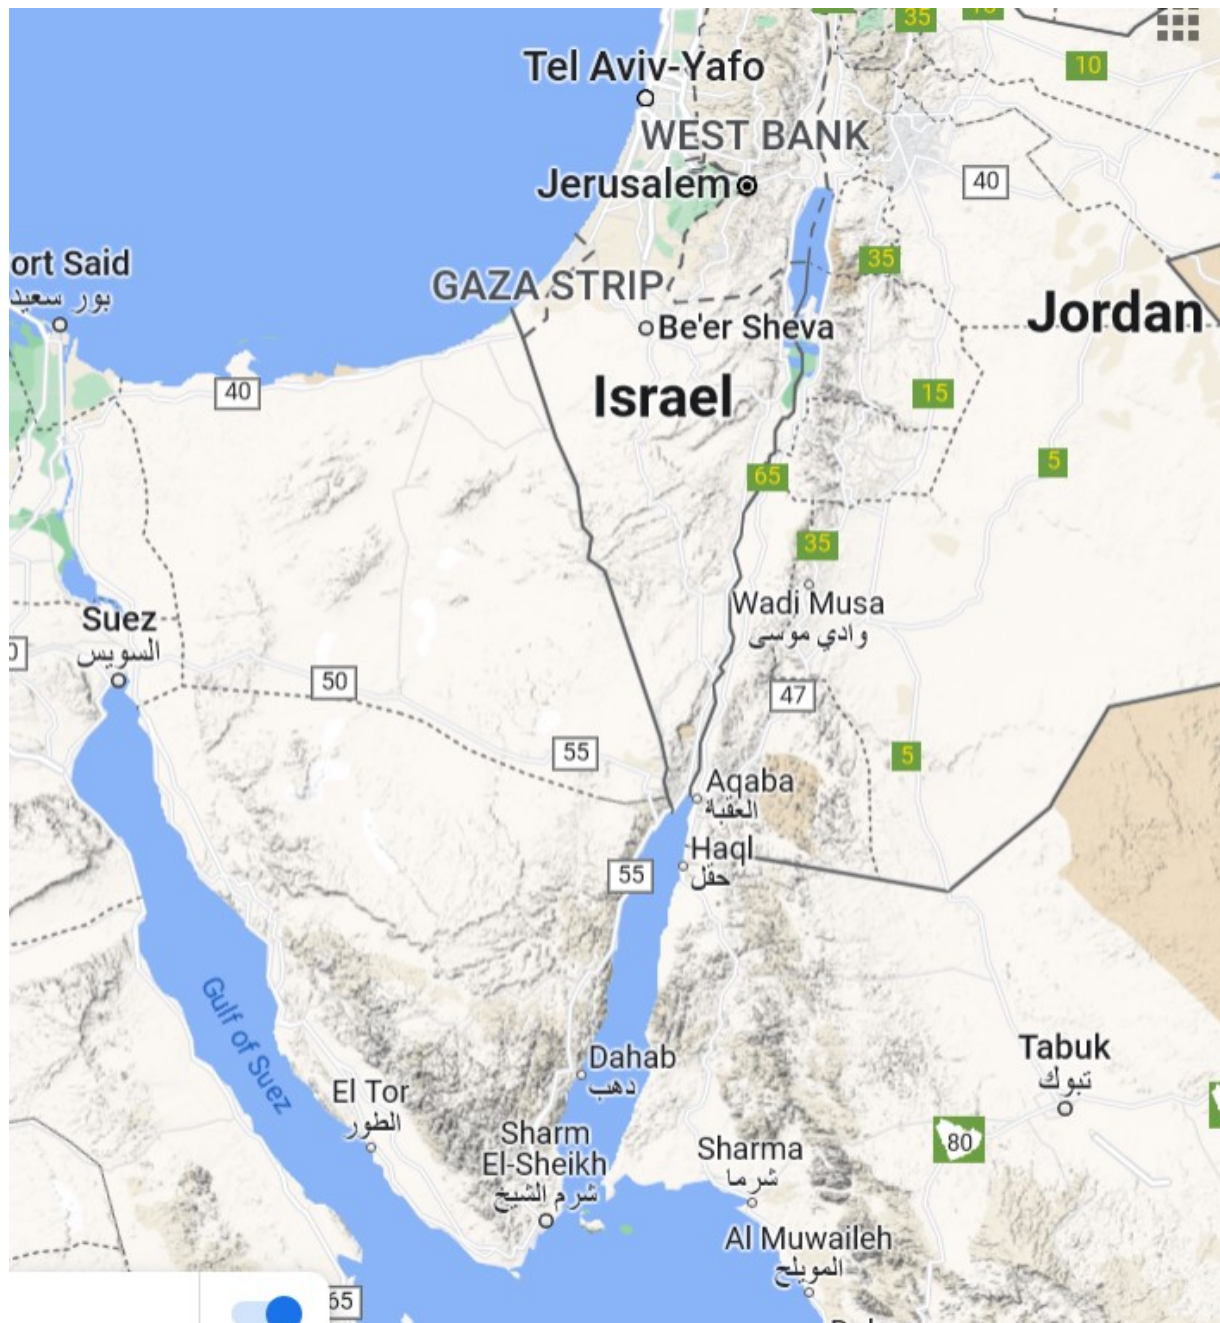 35
10
Tel Aviv-Yafo
WEST BANK
Jerusalem
40
ort Said
بور سعيد
35
GAZA STRIP
Jordan
Be'er Sheva
40
Israel
15
5
65
35
Suez
السويس
Wadi Musa
وادي موسى
50
47
55
5
Aqaba
العقبة
Haql
حقل
55
Gulf of Suez
Dahab
دهب
Tabuk
تبوك
El Tor
الطور
Sharm
El-Sheikh
شرم الشيخ
Sharma
شرما
80
Al Muwaileh
المويلح
65